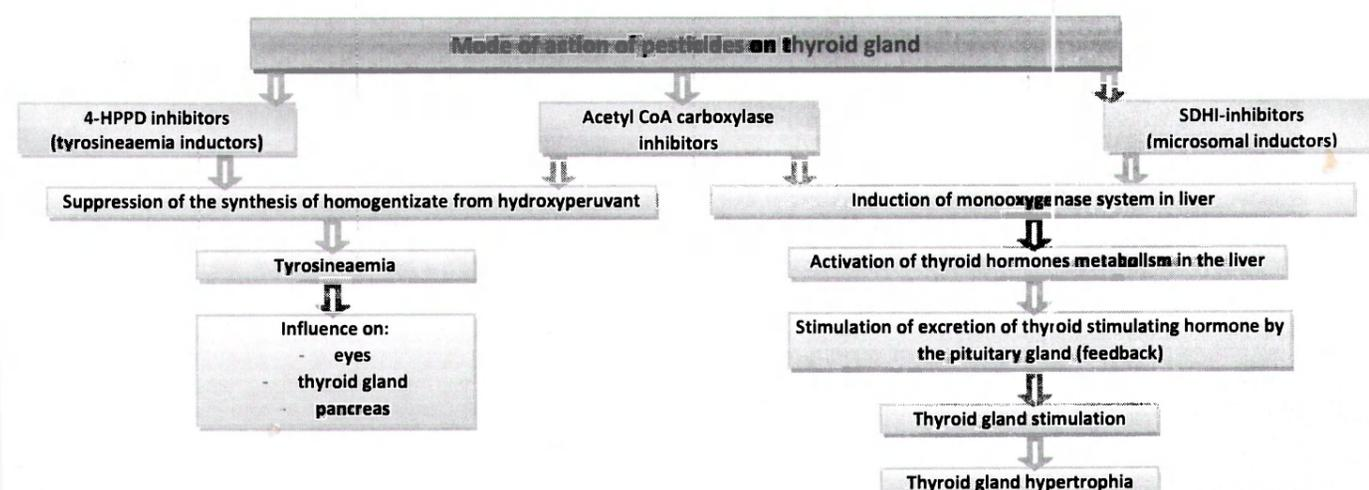 Mode of action of pesticides on thyroid gland
4-HPPD inhibitors
(tyrosineaemia inductors)
Acetyl CoA carboxylase
inhibitors
SDHI-inhibitors
(microsomal inductors)
Suppression of the synthesis of homogentizate from hydroxyperuvant
Induction of monooxygenase system in liver
Tyrosineaemia
Activation of thyroid hormones metabolism in the liver
Influence on:
- eyes
- thyroid gland
- pancreas
Stimulation of excretion of thyroid stimulating hormone by
the pituitary gland (feedback)
Thyroid gland stimulation
Thyroid gland hypertrophia